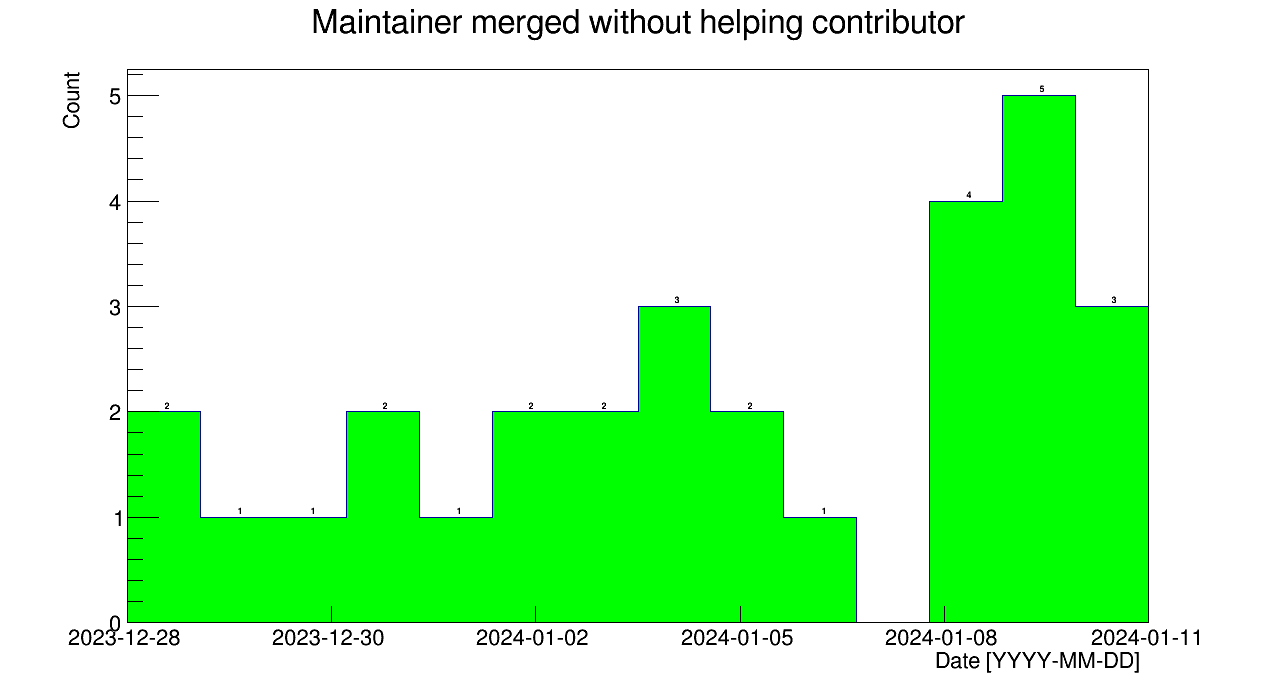 Maintainer merged without helping contributor
Count
5
4
3
2
1
0
2 1 1 2 1 2 2 3 2 1 4 5 3
2023-12-28 2023-12-30 2024-01-02 2024-01-05 2024-01-08 2024-01-11
Date [YYYY-MM-DD]